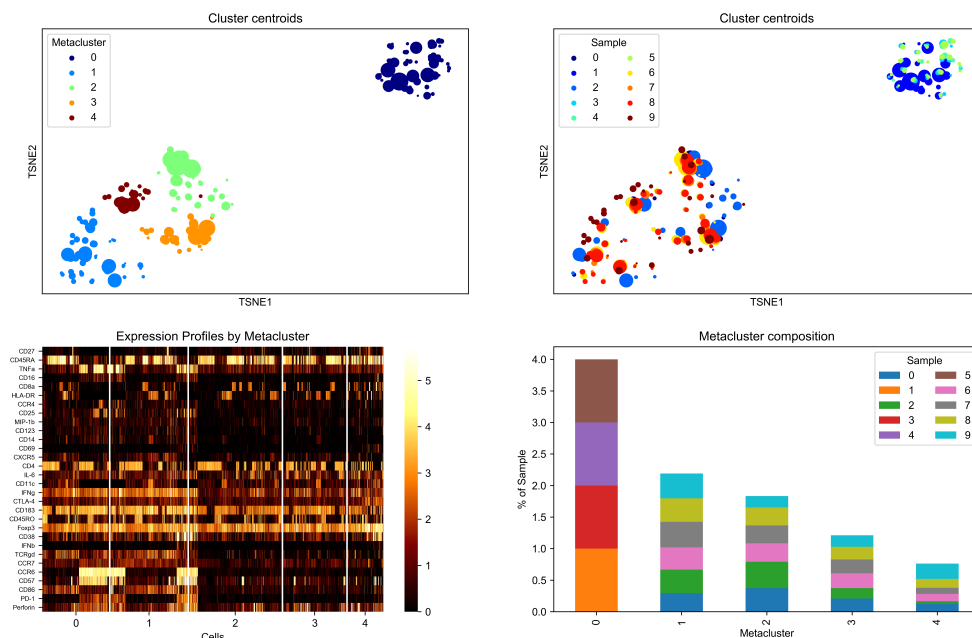 Cluster centroids
Metacluster
0
1
2
3
4
TSNE2
TSNE1
Cluster centroids
Sample
0 5
1 6
2 7
3 8
4 9
TSNE2
TSNE1
Expression Profiles by Metacluster
CD27
CD45RA
TNFa
CD16
CD8a
HLA-DR
CCR4
CD25
MIP-1b
CD123
CD14
CD69
CXCR5
CD4
IL-6
CD11c
IFNg
CTLA-4
CD183
CD45RO
Foxp3
CD38
IFNb
TCRgd
CCR7
CCR6
CD57
CD86
PD-1
Perforin
0 1 2 3 4
Cells
5
4
3
2
1
0
Metacluster composition
% of Sample
4.0
3.5
3.0
2.5
2.0
1.5
1.0
0.5
0.0
Sample
0 5
1 6
2 7
3 8
4 9
0 1 2 3 4
Metacluster